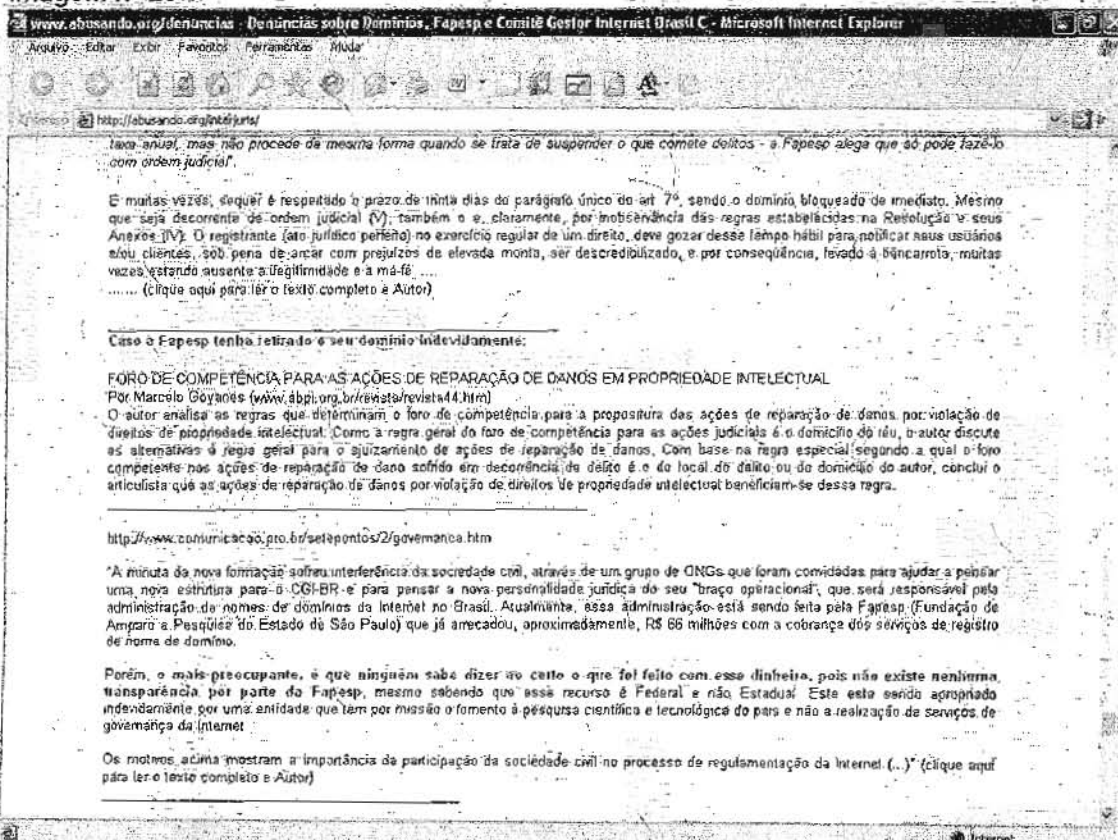 www.abusando.org/denuncias - Denúncias sobre Domínios, Fapesp e Comitê Gestor Internet Brasil C - Microsoft Internet Explorer
Arquivo Editar Exibir Favoritos Ferramentas Ajuda
http://abusando.org/interjuris/
taxa anual, mas não procede da mesma forma quando se trata de suspender o que comete delitos - a Fapesp alega que só pode fazê-lo
com ordem judicial".
E muitas vezes, sequer é respeitado o prazo de trinta dias do parágrafo único do art 7º, sendo o domínio bloqueado de imediato. Mesmo
que seja decorrente de ordem judicial (V), também o e, claramente, por inobservância das regras estabelecidas na Resolução e seus
Anexos (IV). O registrante (ato jurídico perfeito) no exercício regular de um direito, deve gozar desse tempo hábil para notificar seus usuários
e/ou clientes, sob pena de arcar com prejuízos de elevada monta, ser descredibilizado, e por conseqüência, levado à bancarrota, muitas
vezes estando ausente a ilegitimidade e a má-fé ....
....... (clique aqui para ler o texto completo e Autor)
Caso a Fapesp tenha retirado o seu domínio indevidamente:
FORO DE COMPETÊNCIA PARA AS AÇÕES DE REPARAÇÃO DE DANOS EM PROPRIEDADE INTELECTUAL
Por Marcelo Goyanes (www.abpi.org.br/revista/revista44.htm)
O autor analisa as regras que determinam o foro de competência para a propositura das ações de reparação de danos por violação de
direitos de propriedade intelectual. Como a regra geral do foro de competência para as ações judiciais é o domicílio do réu, o autor discute
as alternativas à regra geral para o ajuizamento de ações de reparação de danos, Com base na regra especial segundo a qual o foro
competente nas ações de reparação de dano sofrido em decorrência de delito é o do local do delito ou do domicílio do autor, conclui o
articulista que as ações de reparação de danos por violação de direitos de propriedade intelectual beneficiam-se dessa regra.
http://www.comunicacao.pro.br/setepontos/2/governanca.htm
"A minuta da nova formação sofreu interferência da sociedade civil, através de um grupo de ONGs que foram convidadas para ajudar a pensar
uma nova estrutura para o CGI-BR e para pensar a nova personalidade jurídica do seu "braço operacional", que será responsável pela
administração de nomes de domínios da Internet no Brasil. Atualmente, essa administração está sendo feita pela Fapesp (Fundação de
Amparo a Pesquisa do Estado de São Paulo) que já arrecadou, aproximadamente, R$ 66 milhões com a cobrança dos serviços de registro
de nome de domínio.
Porém, o mais preocupante, é que ninguém sabe dizer ao certo o que foi feito com esse dinheiro, pois não existe nenhuma
transparência por parte da Fapesp, mesmo sabendo que esse recurso é Federal e não Estadual. Este esta sendo apropriado
indevidamente por uma entidade que tem por missão o fomento à pesquisa científica e tecnológica do pais e não a realização de serviços de
governança da Internet
Os motivos acima mostram a importância da participação da sociedade civil no processo de regulamentação da Internet (...)" (clique aqui
para ler o texto completo e Autor)
Internet